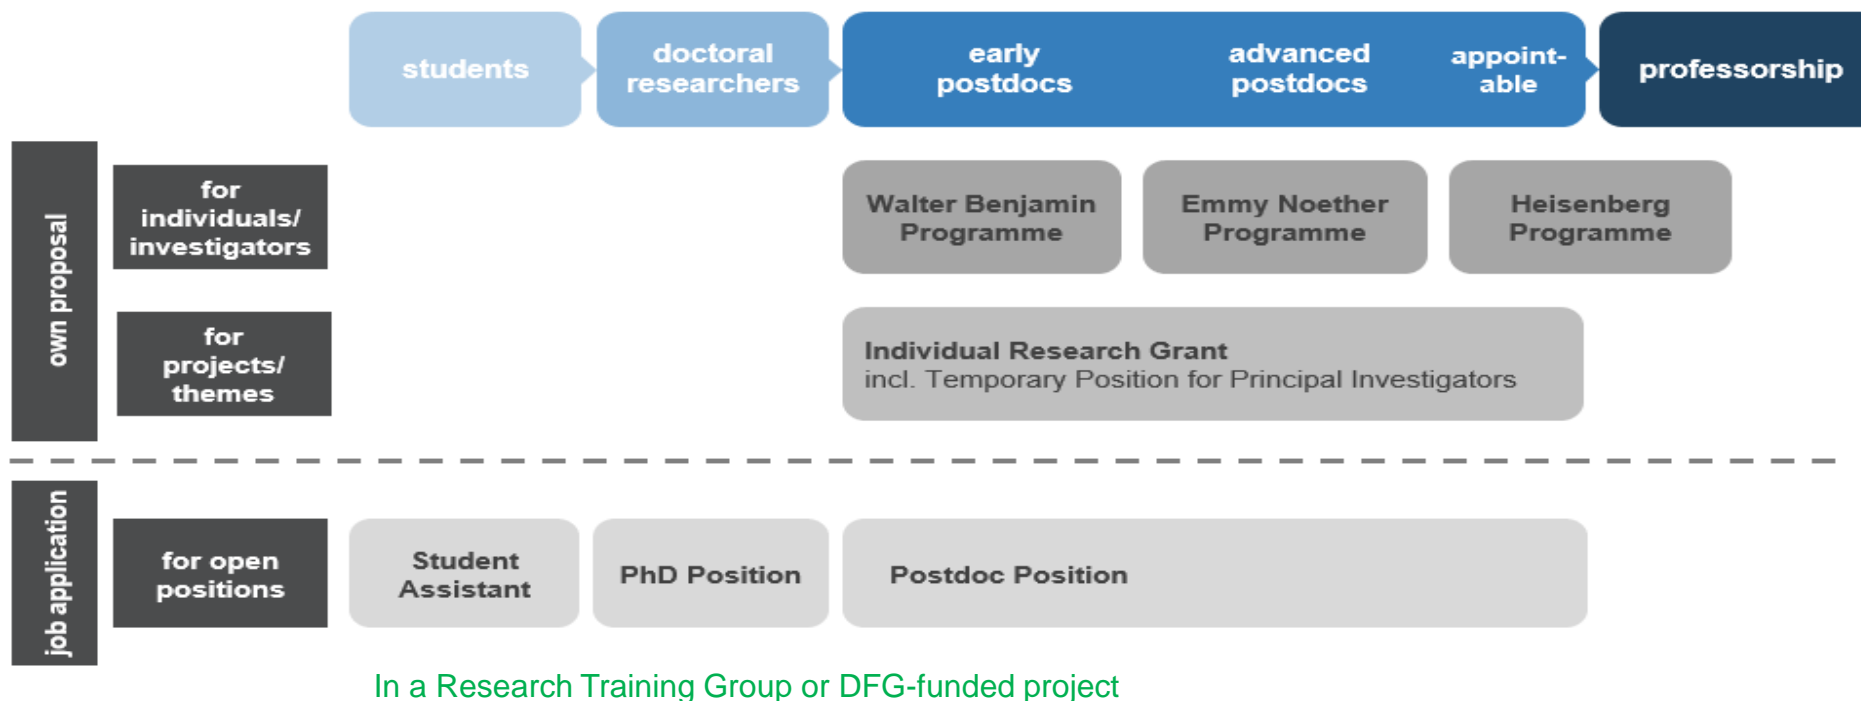 students
doctoral
researchers
early
postdocs
advanced
postdocs
appoint-
able
professorship
own proposal
for
individuals/
investigators
Walter Benjamin
Programme
Emmy Noether
Programme
Heisenberg
Programme
for
projects/
themes
Individual Research Grant
incl. Temporary Position for Principal Investigators
job application
for open
positions
Student
Assistant
PhD Position
Postdoc Position
In a Research Training Group or DFG-funded project